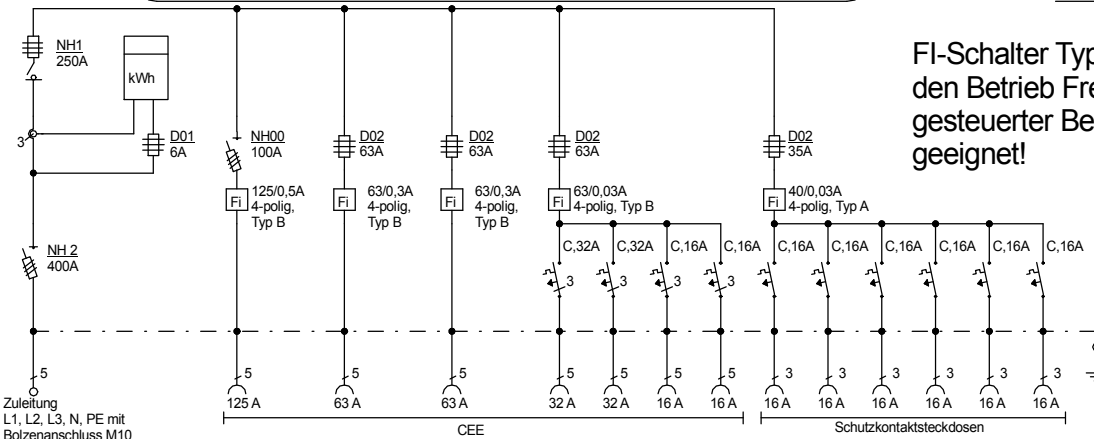 NH1
250A
kWh
3
D01
6A
NH 2
400A
NH00
100A
D02
63A
D02
63A
D02
63A
D02
35A
Fi
125/0,5A
4-polig,
Typ B
Fi
63/0,3A
4-polig,
Typ B
Fi
63/0,3A
4-polig,
Typ B
Fi
63/0,03A
4-polig, Typ B
Fi
40/0,03A
4-polig, Typ A
FI-Schalter Typ
den Betrieb Fre
gesteuerter Be
geeignet!
C,32A C,32A C,16A C,16A C,16A C,16A C,16A C,16A C,16A C,16A
3 3 3 3
5 5 5 5 5 5 5 5 3 3 3 3 3 3
125 A 63 A 63 A 32 A 32 A 16 A 16 A 16 A 16 A 16 A 16 A 16 A 16 A
Zuleitung
L1, L2, L3, N, PE mit
Bolzenanschluss M10
CEE
Schutzkontaktsteckdosen